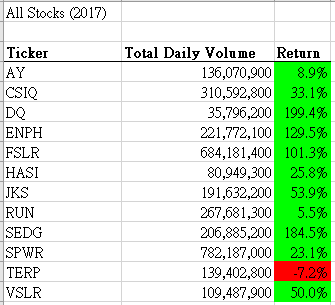 All Stocks (2017)
Ticker Total Daily Volume Return
AY 136,070,900 8.9%
CSIQ 310,592,800 33.1%
DQ 35,796,200 199.4%
ENPH 221,772,100 129.5%
FSLR 684,181,400 101.3%
HASI 80,949,300 25.8%
JKS 191,632,200 53.9%
RUN 267,681,300 5.5%
SEDG 206,885,200 184.5%
SPWR 782,187,000 23.1%
TERP 139,402,800 -7.2%
VSLR 109,487,900 50.0%